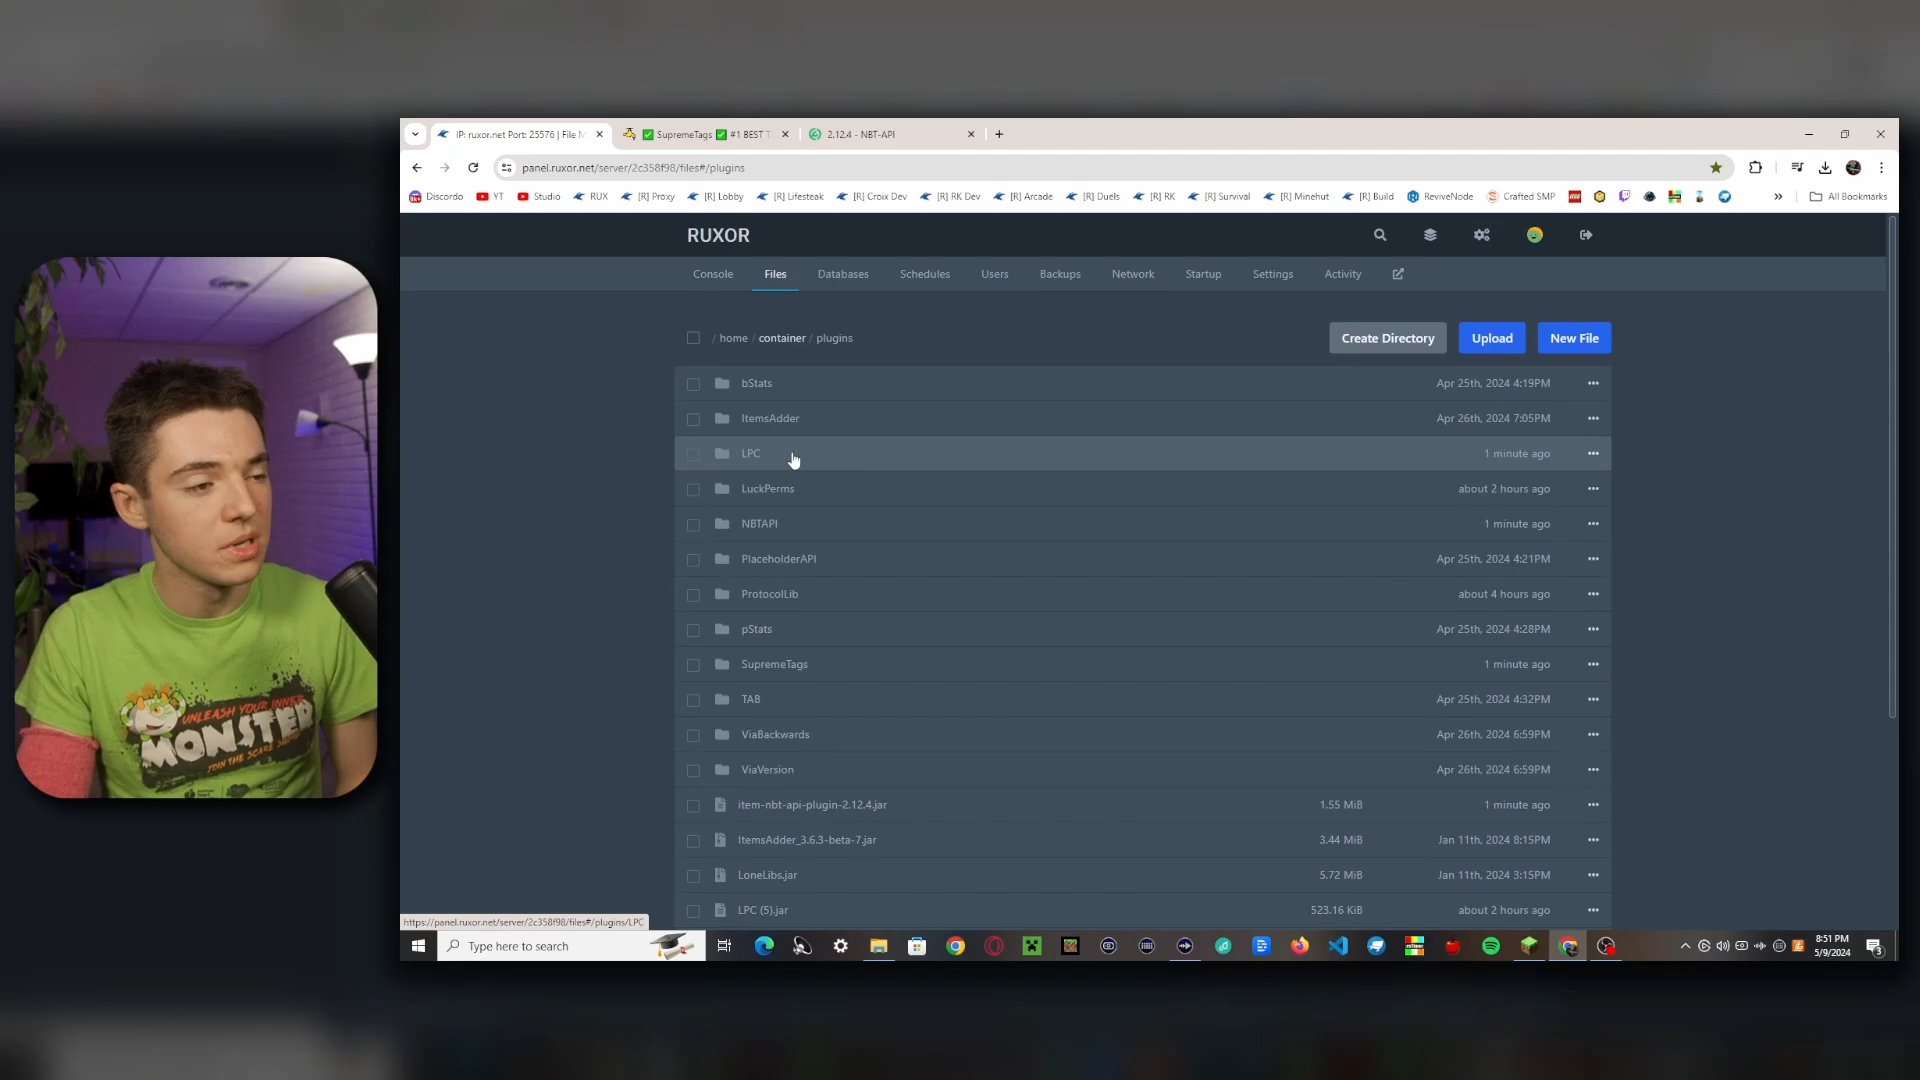 IP: ruxor.net Port: 25576 | File M
✅ SupremeTags ✅ #1 BEST T
2.12.4 - NBT-API
panel.ruxor.net/server/2c358f98/files#/plugins
Discordo
YT
Studio
RUX
[R] Proxy
[R] Lobby
[R] Lifesteak
[R] Croix Dev
[R] RK Dev
[R] Arcade
[R] Duels
[R] RK
[R] Survival
[R] Minehut
[R] Build
ReviveNode
Crafted SMP
All Bookmarks
RUXOR
Console Files Databases Schedules Users Backups Network Startup Settings Activity
/ home / container / plugins
Create Directory
Upload
New File
bStats Apr 25th, 2024 4:19PM
ItemsAdder Apr 26th, 2024 7:05PM
LPC 1 minute ago
LuckPerms about 2 hours ago
NBTAPI 1 minute ago
PlaceholderAPI Apr 25th, 2024 4:21PM
ProtocolLib about 4 hours ago
pStats Apr 25th, 2024 4:28PM
SupremeTags 1 minute ago
TAB Apr 25th, 2024 4:32PM
ViaBackwards Apr 26th, 2024 6:59PM
ViaVersion Apr 26th, 2024 6:59PM
item-nbt-api-plugin-2.12.4.jar 1.55 MiB 1 minute ago
ItemsAdder_3.6.3-beta-7.jar 3.44 MiB Jan 11th, 2024 8:15PM
LoneLibs.jar 5.72 MiB Jan 11th, 2024 3:15PM
LPC (5).jar 523.16 KiB about 2 hours ago
https://panel.ruxor.net/server/2c358f98/files#/plugins/LPC
Type here to search
8:51 PM
5/9/2024
3
UNLEASH YOUR INNER
MONSTER
JOIN THE SCARE